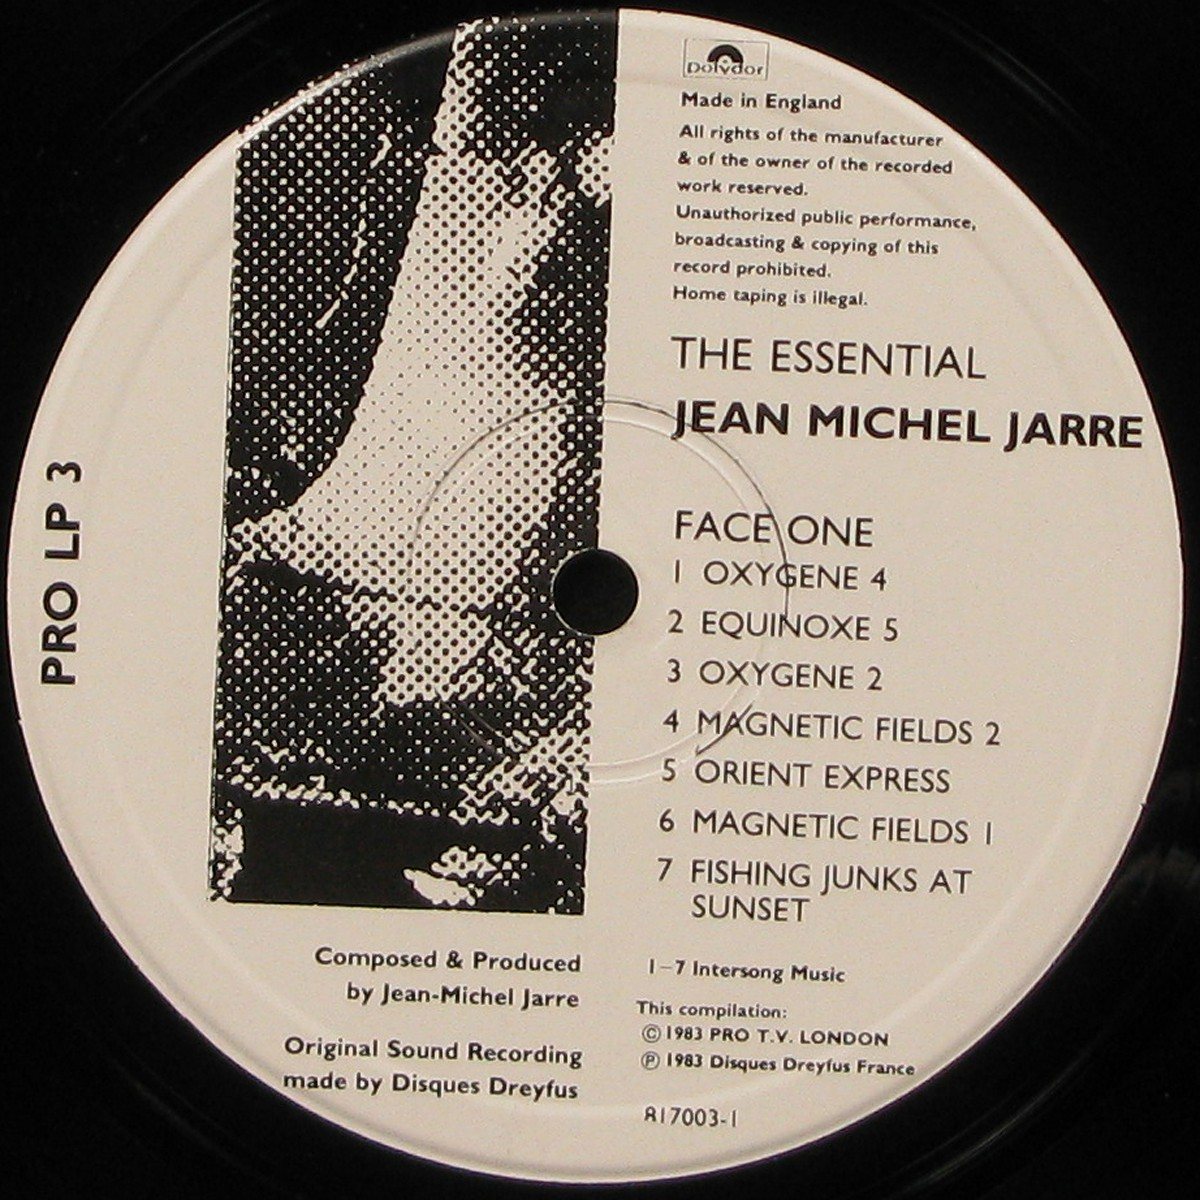 Polydor
Made in England
All rights of the manufacturer
& of the owner of the recorded
work reserved.
Unauthorized public performance,
broadcasting & copying of this
record prohibited.
Home taping is illegal.
THE ESSENTIAL
JEAN MICHEL JARRE
PRO LP 3
FACE ONE
1 OXYGENE 4
2 EQUINOXE 5
3 OXYGENE 2
4 MAGNETIC FIELDS 2
5 ORIENT EXPRESS
6 MAGNETIC FIELDS 1
7 FISHING JUNKS AT
SUNSET
Composed & Produced
by Jean-Michel Jarre
Original Sound Recording
made by Disques Dreyfus
1–7 Intersong Music
This compilation:
© 1983 PRO T.V. LONDON
℗ 1983 Disques Dreyfus France
817003-1